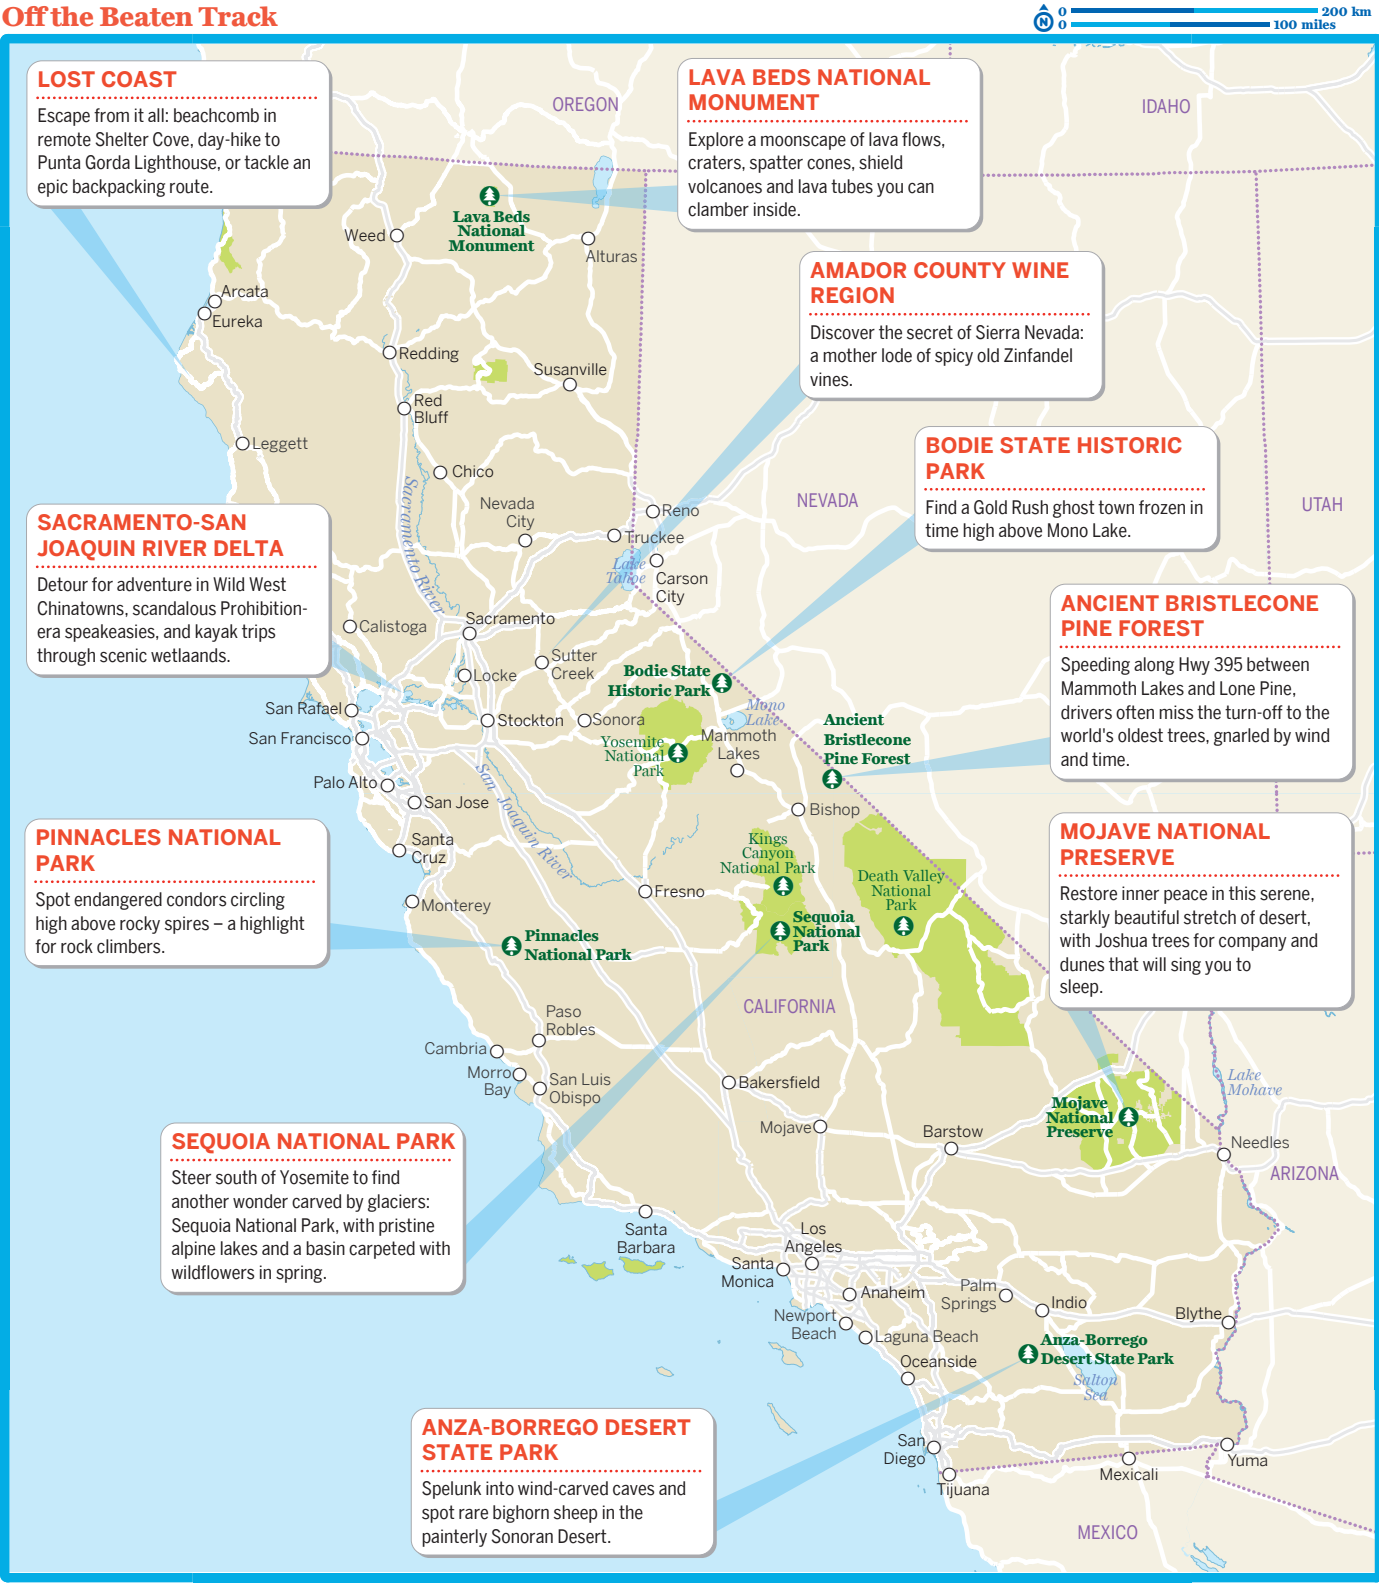 Off the Beaten Track
0
200 km
N
0
100 miles
LOST COAST
Escape from it all: beachcomb in
remote Shelter Cove, day-hike to
Punta Gorda Lighthouse, or tackle an
epic backpacking route.
LAVA BEDS NATIONAL
MONUMENT
Explore a moonscape of lava flows,
craters, spatter cones, shield
volcanoes and lava tubes you can
clamber inside.
OREGON
IDAHO
Lava Beds
National
Monument
Weed
Alturas
AMADOR COUNTY WINE
REGION
Discover the secret of Sierra Nevada:
a mother lode of spicy old Zinfandel
vines.
Arcata
Eureka
Redding
Susanville
Red
Bluff
Leggett
Chico
BODIE STATE HISTORIC
PARK
Find a Gold Rush ghost town frozen in
time high above Mono Lake.
Sacramento River
Nevada
City
Reno
NEVADA
UTAH
Truckee
Lake
Tahoe
Carson
City
SACRAMENTO-SAN
JOAQUIN RIVER DELTA
Detour for adventure in Wild West
Chinatowns, scandalous Prohibition-
era speakeasies, and kayak trips
through scenic wetlaands.
ANCIENT BRISTLECONE
PINE FOREST
Speeding along Hwy 395 between
Mammoth Lakes and Lone Pine,
drivers often miss the turn-off to the
world's oldest trees, gnarled by wind
and time.
Calistoga
Sacramento
Sutter
Creek
Locke
Bodie State
Historic Park
San Rafael
Stockton
Sonora
Mono
Lake
San Francisco
Yosemite
National
Park
Mammoth
Lakes
Ancient
Bristlecone
Pine Forest
Palo Alto
San Jose
San Joaquin River
Bishop
PINNACLES NATIONAL
PARK
Spot endangered condors circling
high above rocky spires – a highlight
for rock climbers.
Santa
Cruz
Kings
Canyon
National Park
Death Valley
National
Park
MOJAVE NATIONAL
PRESERVE
Restore inner peace in this serene,
starkly beautiful stretch of desert,
with Joshua trees for company and
dunes that will sing you to
sleep.
Monterey
Fresno
Pinnacles
National Park
Sequoia
National
Park
CALIFORNIA
Paso
Robles
Cambria
Morro
Bay
San Luis
Obispo
Bakersfield
Lake
Mohave
Mojave
National
Preserve
Mojave
Barstow
Needles
ARIZONA
SEQUOIA NATIONAL PARK
Steer south of Yosemite to find
another wonder carved by glaciers:
Sequoia National Park, with pristine
alpine lakes and a basin carpeted with
wildflowers in spring.
Santa
Barbara
Los
Angeles
Santa
Monica
Anaheim
Palm
Springs
Indio
Blythe
Newport
Beach
Laguna Beach
Anza-Borrego
Desert State Park
Oceanside
Salton
Sea
ANZA-BORREGO DESERT
STATE PARK
Spelunk into wind-carved caves and
spot rare bighorn sheep in the
painterly Sonoran Desert.
San
Diego
Tijuana
Mexicali
Yuma
MEXICO